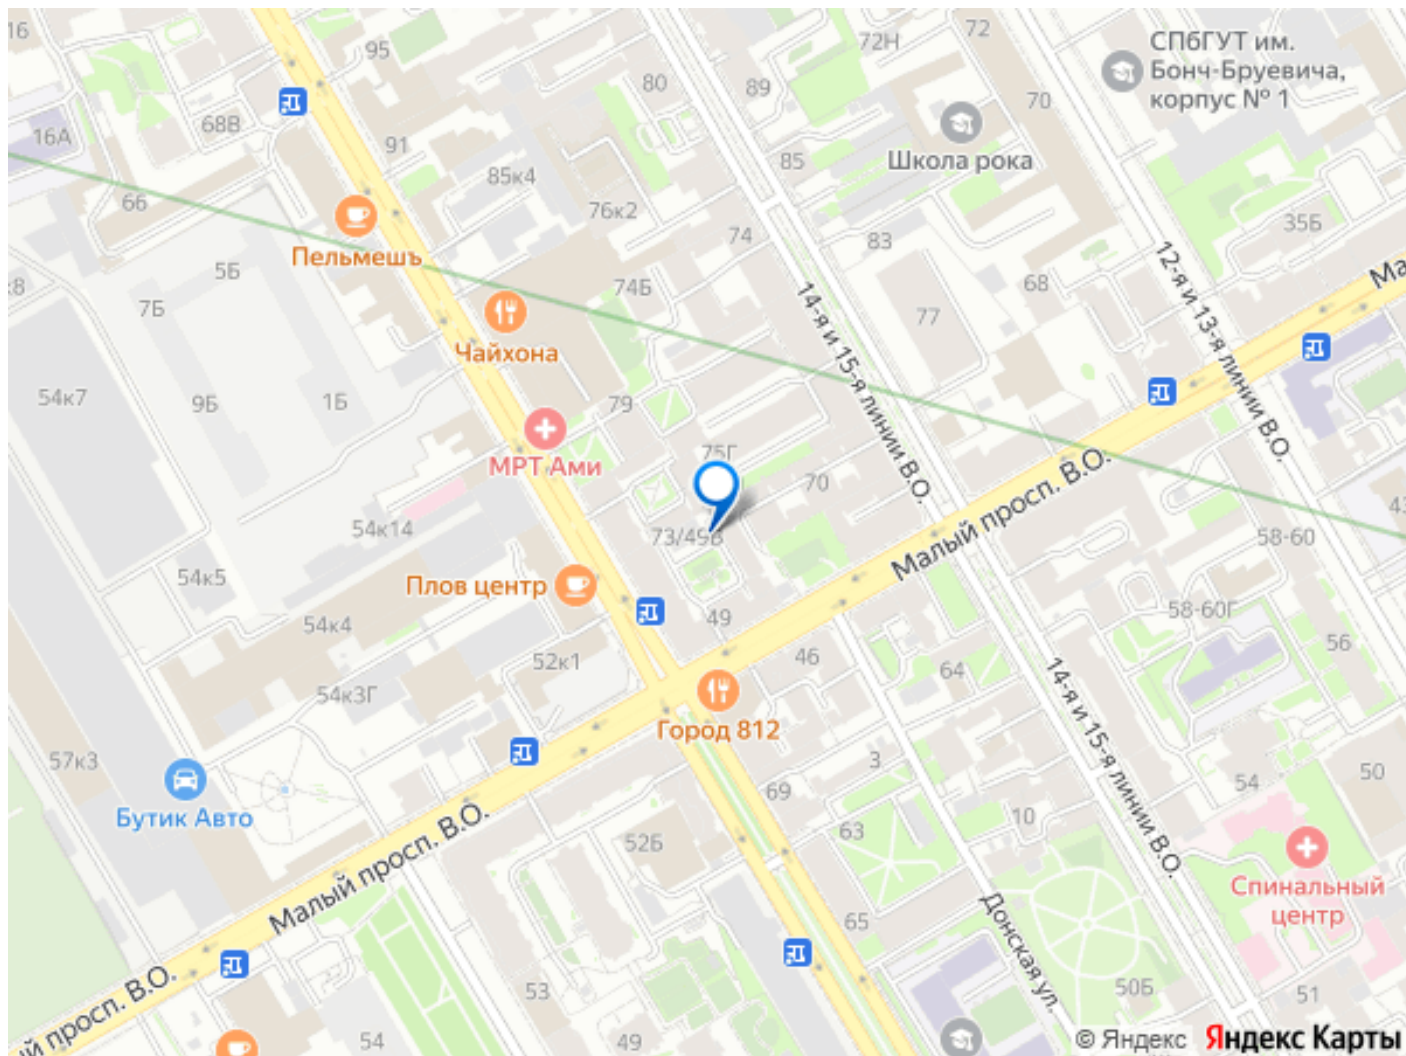 16
95
72Н
72
СПбГУТ им.
Бонч-Бруевича,
корпус № 1
80
89
70
68В
16А
91
Школа рока
85
85к4
66
76к2
74
83
35Б
Пельмешъ
12-я и 13-я линии В.О.
Ма
5Б
к8
74Б
68
14-я и 15-я линии В.О.
7Б
77
Чайхона
54к7
9Б
1Б
79
МРТ Ами
75Г
70
Малый просп. В.О.
43
54к14
73/49В
58-60
54к5
Плов центр
58-60Г
54к4
49
56
52к1
46
64
54к3Г
Город 812
14-я и 15-я линии В.О.
57к3
3
54
50
69
Бутик Авто
10
63
52Б
Малый просп. В.О.
Спинальный
центр
65
Донская ул.
й просп. В.О.
53
50Б
51
54
49
© Яндекс Яндекс Карты